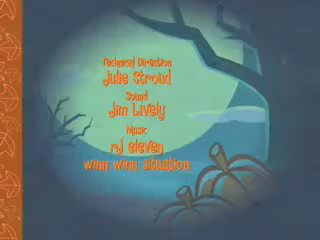 Technical Direction
Julie Stroud
Sound
Jim Lively
Music
rj eleven
winn winn situation